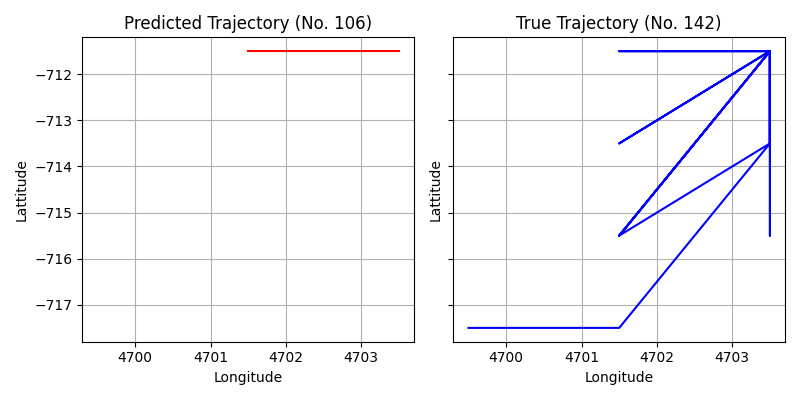 Predicted Trajectory (No. 106)
−712
−713
−714
−715
−716
−717
Lattitude
4700 4701 4702 4703
Longitude
True Trajectory (No. 142)
Lattitude
4700 4701 4702 4703
Longitude